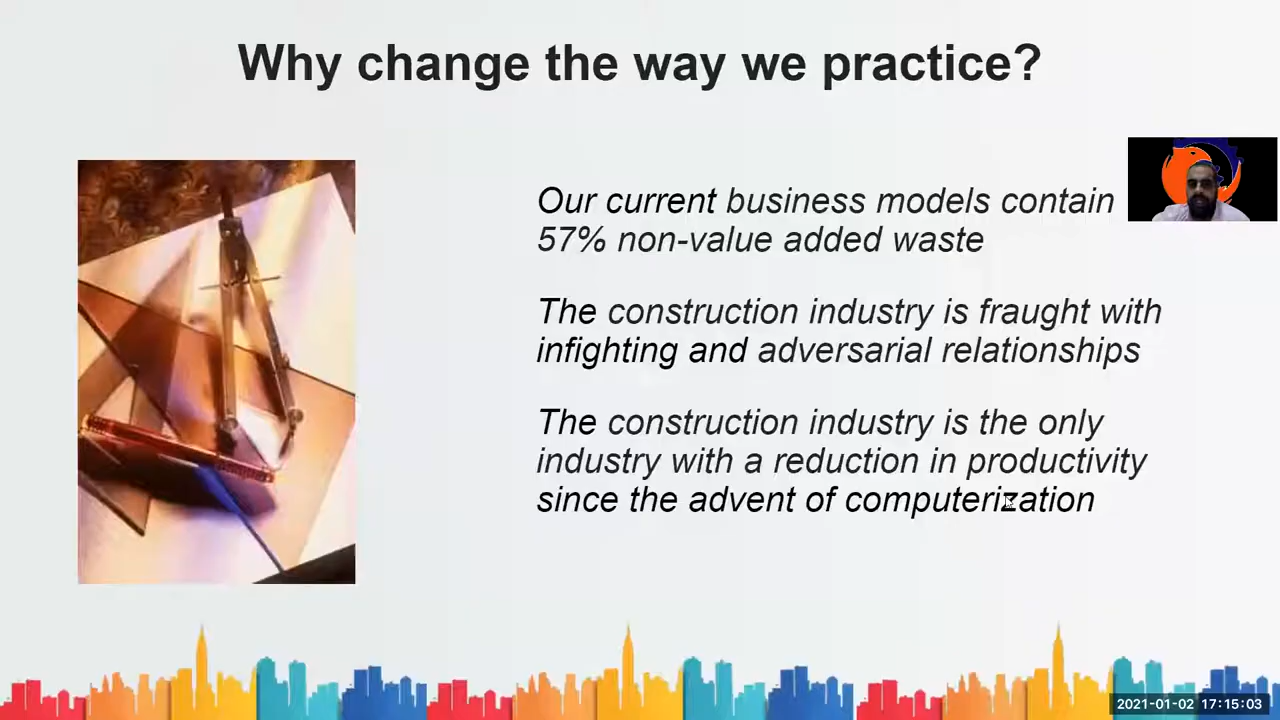 Why change the way we practice?
Our current business models contain
57% non-value added waste
The construction industry is fraught with
infighting and adversarial relationships
The construction industry is the only
industry with a reduction in productivity
since the advent of computerization
2021-01-02 17:15:03